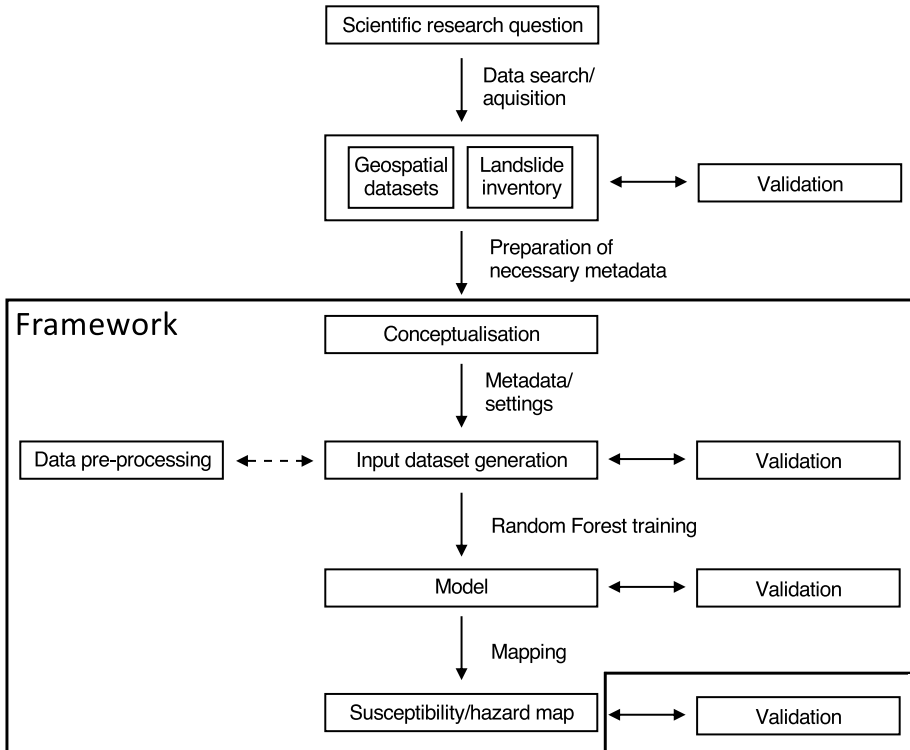 Scientific research question
Data search/
aquisition
Geospatial
datasets
Landslide
inventory
Validation
Preparation of
necessary metadata
Framework
Conceptualisation
Metadata/
settings
Data pre-processing
Input dataset generation
Validation
Random Forest training
Model
Validation
Mapping
Susceptibility/hazard map
Validation